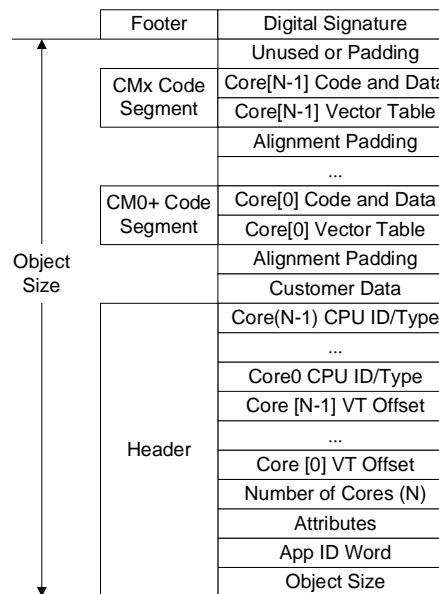 Footer
Digital Signature
Unused or Padding
CMx Code
Segment
Core[N-1] Code and Data
Core[N-1] Vector Table
Alignment Padding
...
CM0+ Code
Segment
Core[0] Code and Data
Core[0] Vector Table
Alignment Padding
Object
Size
Customer Data
Header
Core(N-1) CPU ID/Type
...
Core0 CPU ID/Type
Core [N-1] VT Offset
...
Core [0] VT Offset
Number of Cores (N)
Attributes
App ID Word
Object Size